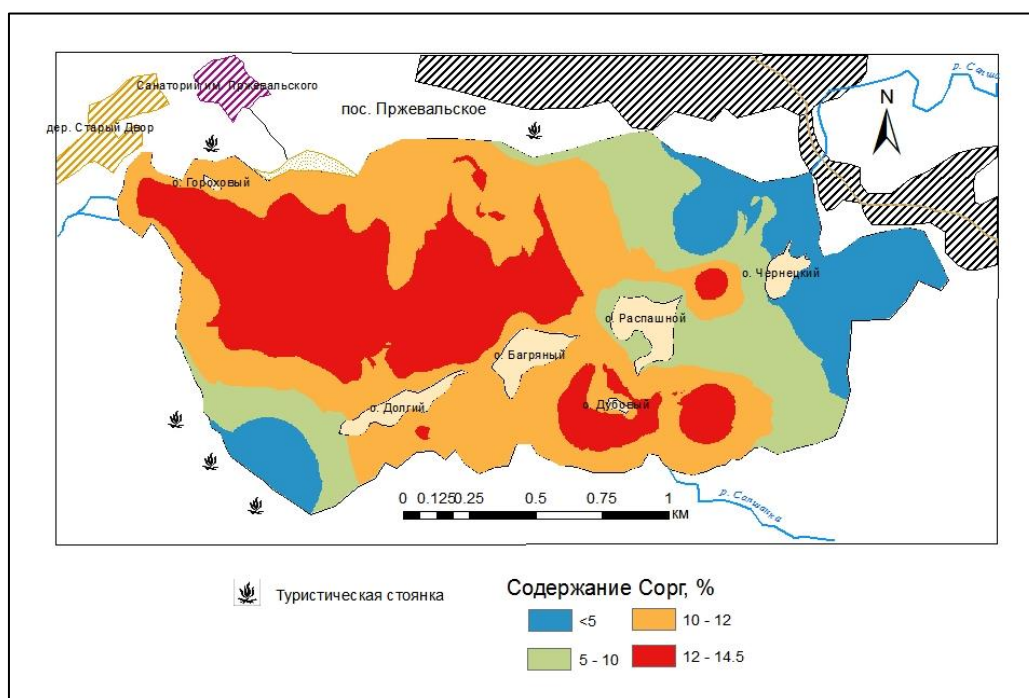 р. Сапшанка
Санаторий им. Пржевальского
пос. Пржевальское
N
дер. Старый Двор
о. Гороховый
о. Чернецкий
о. Распашной
о. Багряный
о. Долгий
о. Дубовый
0 0.125 0.25 0.5 0.75 1
км
р. Сапшанка
Туристическая стоянка
Содержание Сорг, %
<5
10 - 12
5 - 10
12 - 14.5